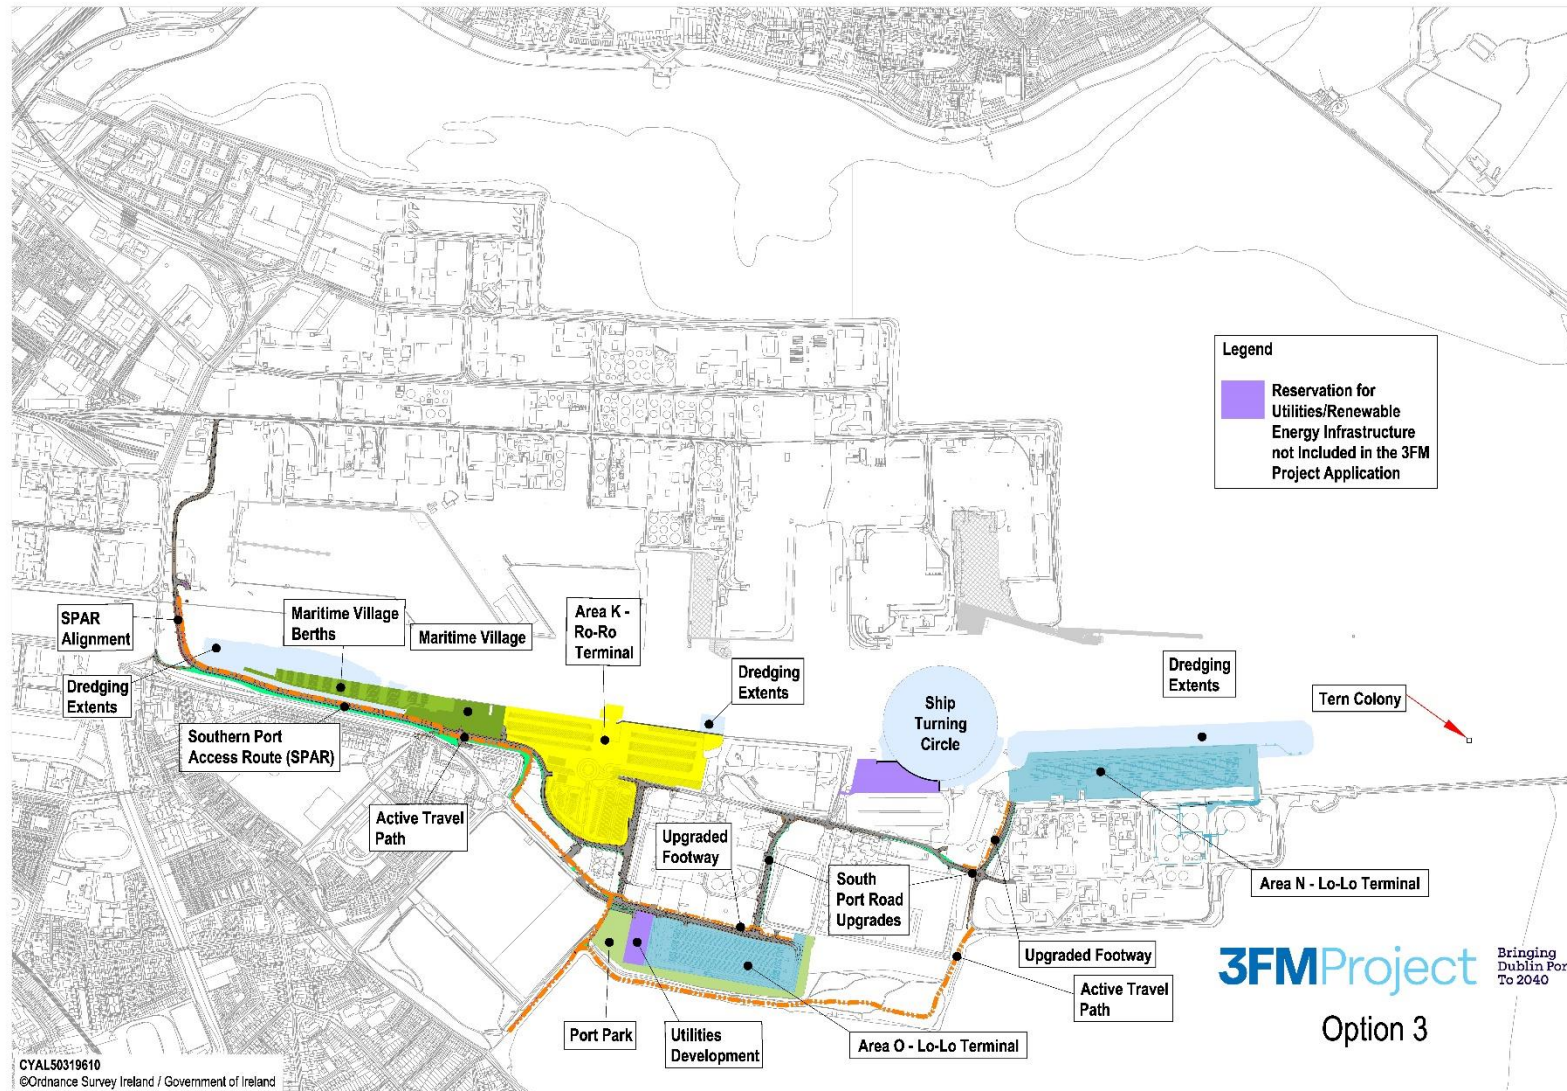 Legend
Reservation for
Utilities/Renewable
Energy Infrastructure
not Included in the 3FM
Project Application
SPAR
Alignment
Maritime Village
Berths
Maritime Village
Area K -
Ro-Ro
Terminal
Dredging
Extents
Dredging
Extents
Ship
Turning
Circle
Dredging
Extents
Tern Colony
Southern Port
Access Route (SPAR)
Active Travel
Path
Upgraded
Footway
South
Port Road
Upgrades
Area N - Lo-Lo Terminal
Upgraded Footway
Active Travel
Path
Port Park
Utilities
Development
Area O - Lo-Lo Terminal
3FMProject
Bringing
Dublin Por
To 2040
Option 3
CYAL50319610
©Ordnance Survey Ireland / Government of Ireland